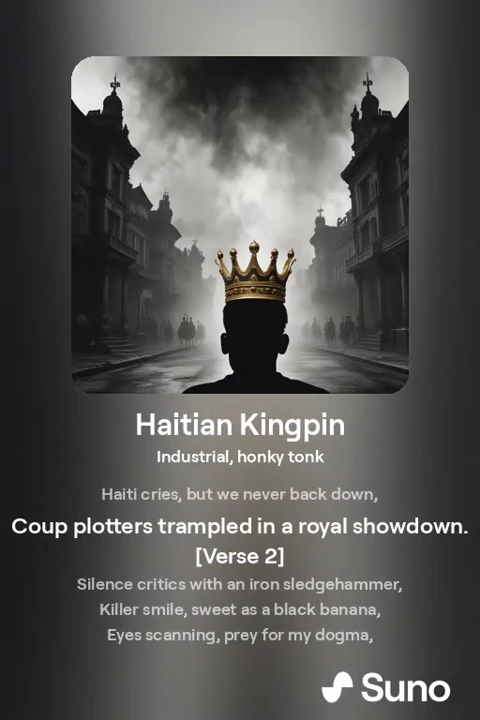 Haitian Kingpin
Industrial, honky tonk
Haiti cries, but we never back down,
Coup plotters trampled in a royal showdown.
[Verse 2]
Silence critics with an iron sledgehammer,
Killer smile, sweet as a black banana,
Eyes scanning, prey for my dogma,
Suno